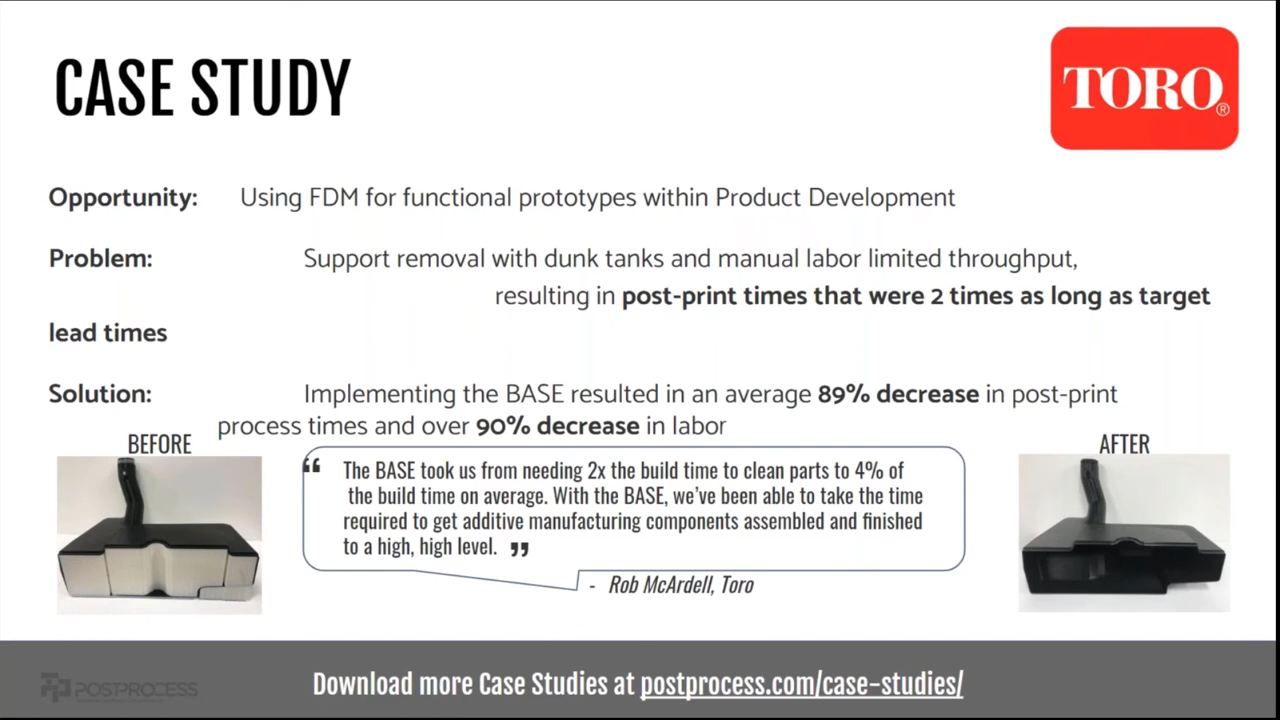 CASE STUDY
TORO®
Opportunity: Using FDM for functional prototypes within Product Development
Problem: Support removal with dunk tanks and manual labor limited throughput,
resulting in post-print times that were 2 times as long as target
lead times
Solution: Implementing the BASE resulted in an average 89% decrease in post-print
process times and over 90% decrease in labor
BEFORE
AFTER
“ The BASE took us from needing 2x the build time to clean parts to 4% of
the build time on average. With the BASE, we’ve been able to take the time
required to get additive manufacturing components assembled and finished
to a high, high level. ”
- Rob McArdell, Toro
POSTPROCESS
Download more Case Studies at postprocess.com/case-studies/